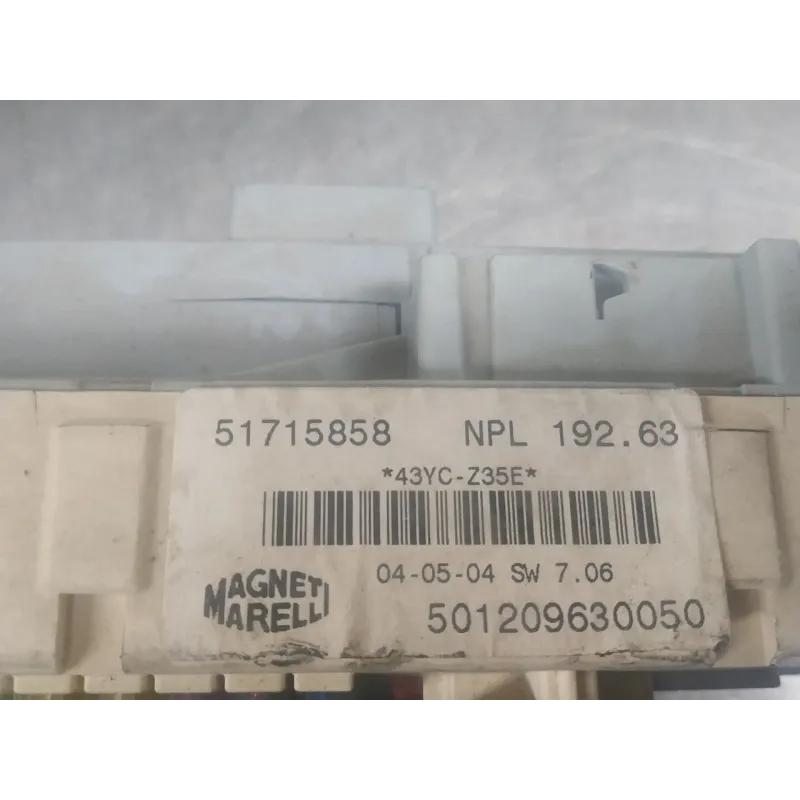 51715858 NPL 192.63
*43YC-Z35E*
04-05-04 SW 7.06
MAGNETI
MARELLI
501209630050